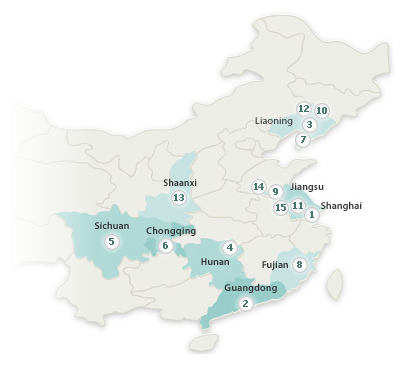 12 10
Liaoning 3
7
Shaanxi
14 9 Jiangsu
13
15 11 Shanghai
1
Sichuan
Chongqing
5 6 4
Hunan Fujian 8
Guangdong
2